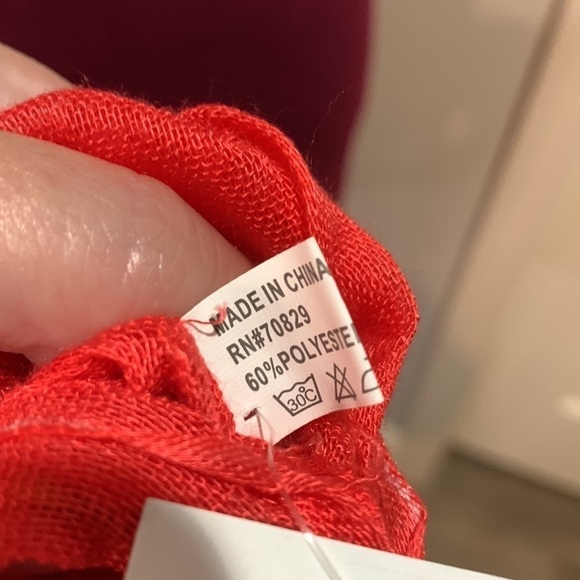 MADE IN CHINA
RN#70829
60%POLYESTE
30C